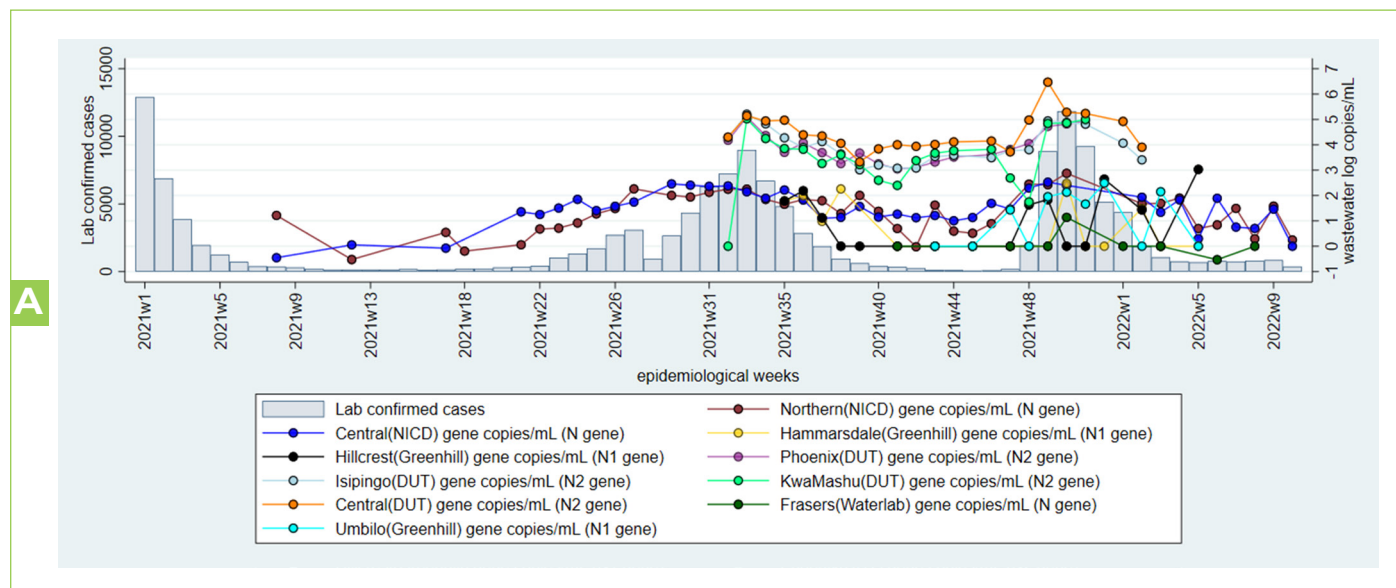 A
Lab confirmed cases
15000
10000
5000
0
7
6
5
4
3
2
1
0
-1
wastewater log copies/mL
2021w1
2021w5
2021w9
2021w13
2021w18
2021w22
2021w26
2021w31
2021w35
2021w40
2021w44
2021w48
2022w1
2022w5
2022w9
epidemiological weeks
Lab confirmed cases
Northern(NICD) gene copies/mL (N gene)
Central(NICD) gene copies/mL (N gene)
Hammarsdale(Greenhill) gene copies/mL (N1 gene)
Hillcrest(Greenhill) gene copies/mL (N1 gene)
Phoenix(DUT) gene copies/mL (N2 gene)
Isipingo(DUT) gene copies/mL (N2 gene)
KwaMashu(DUT) gene copies/mL (N2 gene)
Central(DUT) gene copies/mL (N2 gene)
Frasers(Waterlab) gene copies/mL (N gene)
Umbilo(Greenhill) gene copies/mL (N1 gene)